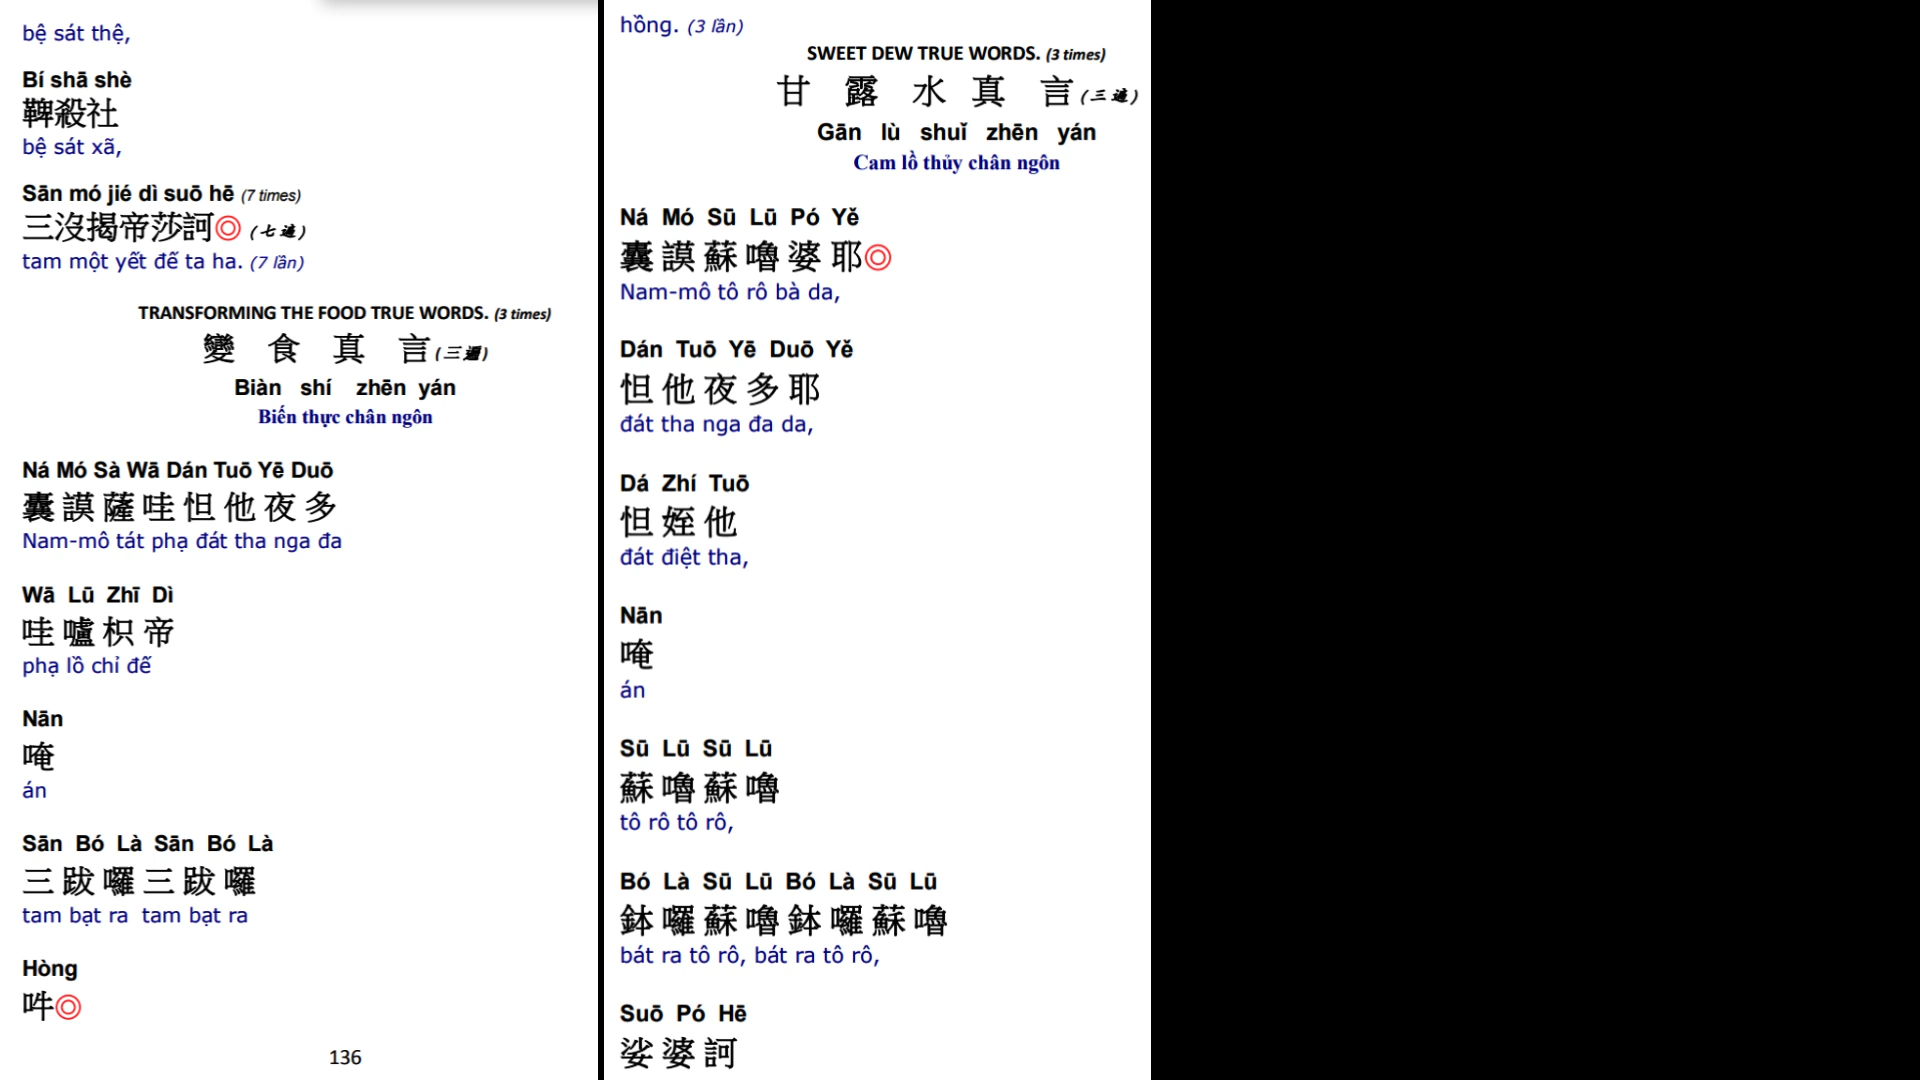 bệ sát thệ,
Bí shā shè
鞞殺社
bệ sát xã,
Sān mó jié dì suō hē (7 times)
三沒揭帝莎訶◎ (七遍)
tam một yết đế ta ha. (7 lần)
TRANSFORMING THE FOOD TRUE WORDS. (3 times)
變 食 真 言 (三遍)
Biàn shí zhēn yán
Biến thực chân ngôn
Ná Mó Sà Wā Dán Tuō Yē Duō
曩謨薩哇怛他夜多
Nam-mô tát phạ đát tha nga đa
Wā Lū Zhī Dì
哇嚧枳帝
phạ lồ chỉ đế
Nān
唵
án
Sān Bó Là Sān Bó Là
三跋囉三跋囉
tam bạt ra tam bạt ra
Hòng
吽◎
136
hồng. (3 lần)
SWEET DEW TRUE WORDS. (3 times)
甘 露 水 真 言 (三遍)
Gān lù shuǐ zhēn yán
Cam lồ thủy chân ngôn
Ná Mó Sū Lū Pó Yě
曩謨蘇嚕婆耶◎
Nam-mô tô rô bà da,
Dán Tuō Yē Duō Yě
怛他夜多耶
đát tha nga đa da,
Dá Zhí Tuō
怛姪他
đát điệt tha,
Nān
唵
án
Sū Lū Sū Lū
蘇嚕蘇嚕
tô rô tô rô,
Bó Là Sū Lū Bó Là Sū Lū
鉢囉蘇嚕鉢囉蘇嚕
bát ra tô rô, bát ra tô rô,
Suō Pó Hē
娑婆訶